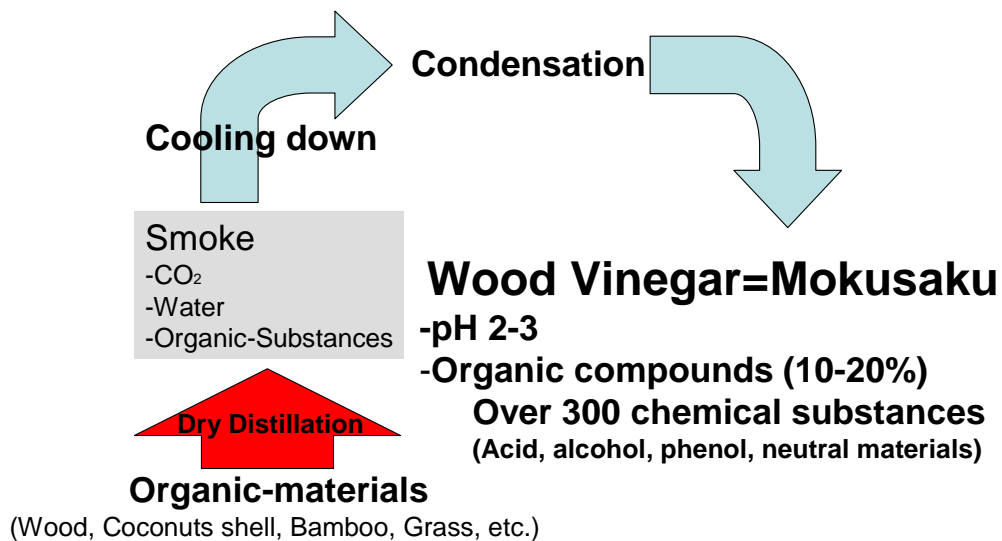 Condensation
Cooling down
Smoke
-CO₂
-Water
-Organic-Substances
Dry Distillation
Organic-materials
(Wood, Coconuts shell, Bamboo, Grass, etc.)
Wood Vinegar=Mokusaku
-pH 2-3
-Organic compounds (10-20%)
Over 300 chemical substances
(Acid, alcohol, phenol, neutral materials)